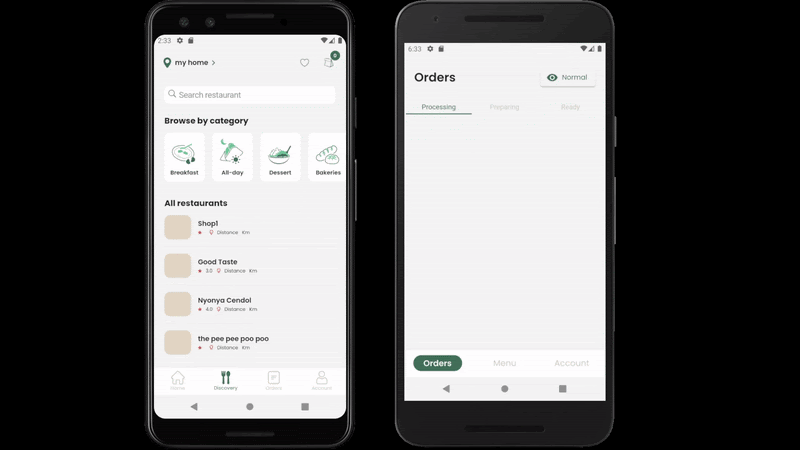 2:33
my home
0
Search restaurant
Browse by category
Breakfast
All-day
Dessert
Bakeries
All restaurants
Shop1
Distance Km
Good Taste
3.0 Distance Km
Nyonya Cendol
4.0 Distance Km
the pee pee poo poo
Distance Km
Home
Discovery
Orders
Account
6:33
Orders
Normal
Processing
Preparing
Ready
Orders
Menu
Account